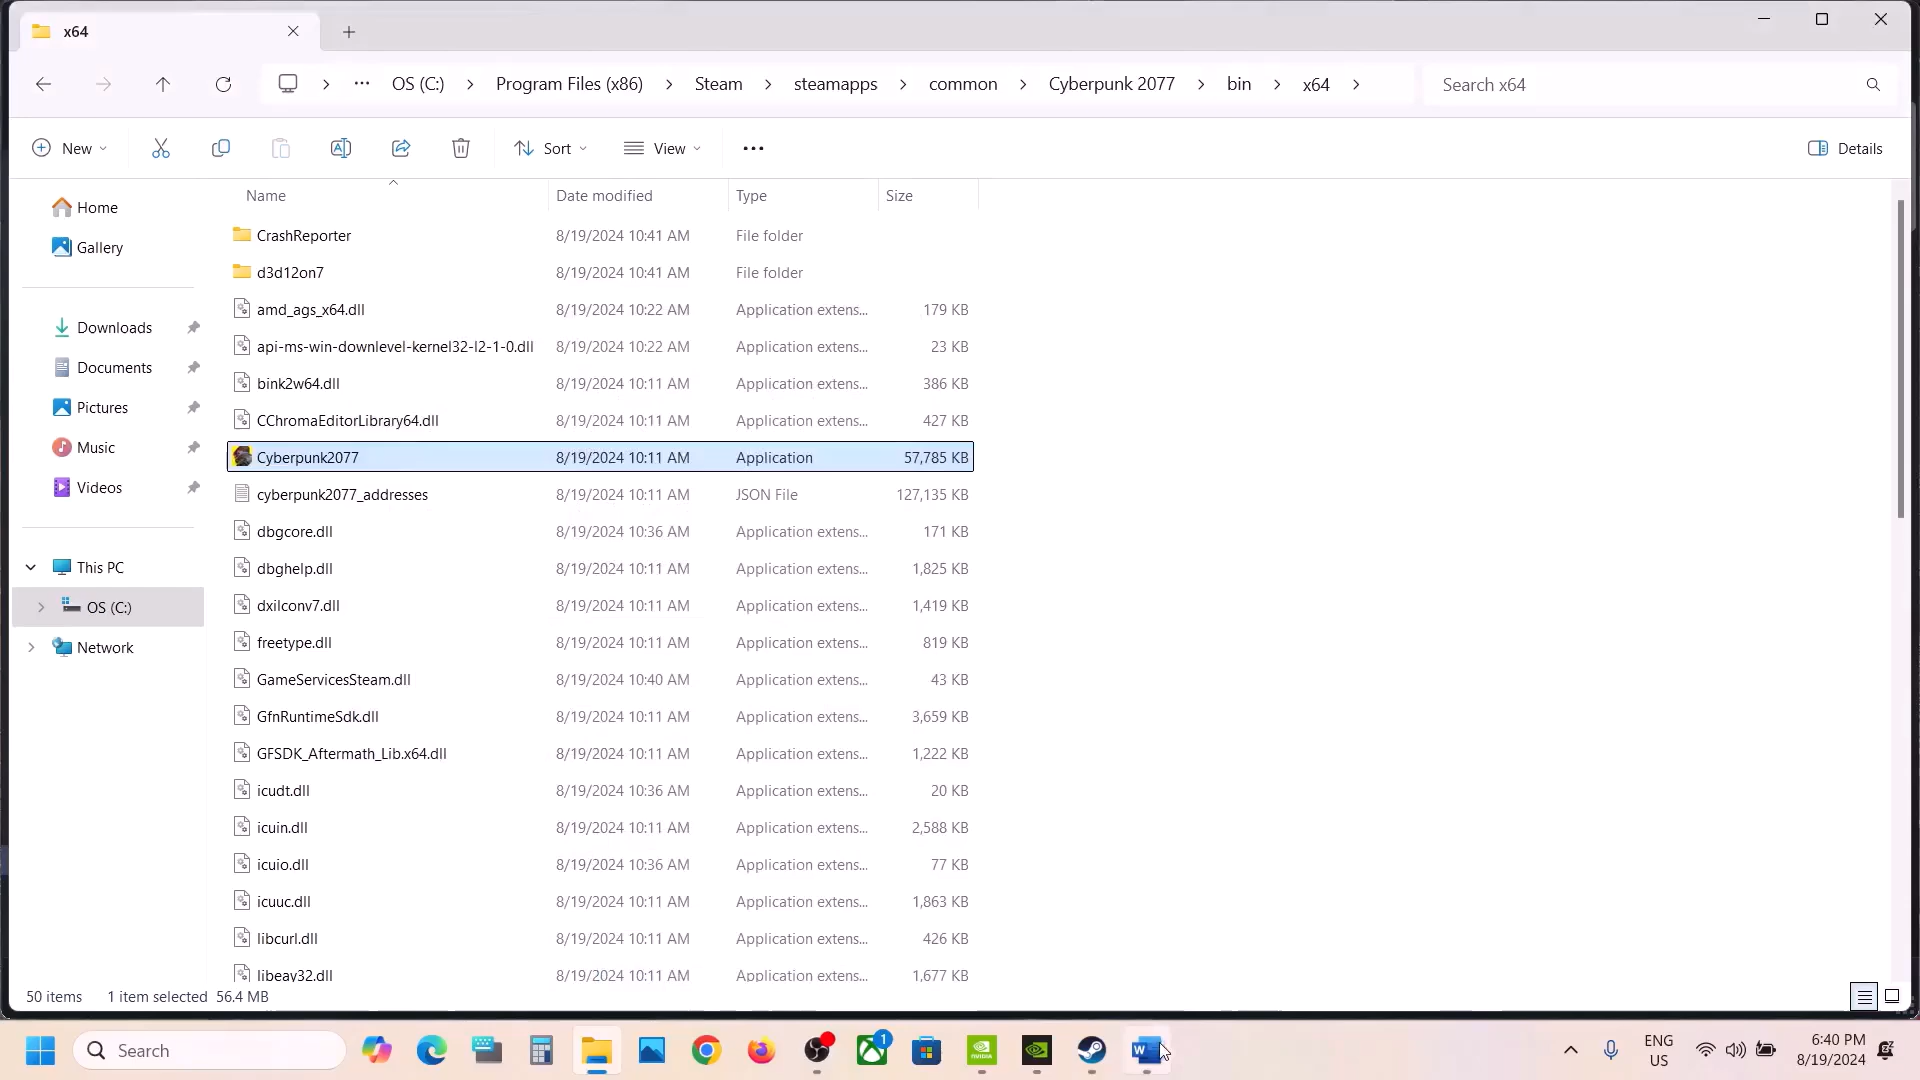 x64
OS (C:) Program Files (x86) Steam steamapps common Cyberpunk 2077 bin x64 Search x64
New Sort View Details
Name Date modified Type Size
Home
Gallery
Downloads
Documents
Pictures
Music
Videos
This PC
OS (C:)
Network
CrashReporter 8/19/2024 10:41 AM File folder
d3d12on7 8/19/2024 10:41 AM File folder
amd_ags_x64.dll 8/19/2024 10:22 AM Application extens... 179 KB
api-ms-win-downlevel-kernel32-l2-1-0.dll 8/19/2024 10:22 AM Application extens... 23 KB
bink2w64.dll 8/19/2024 10:11 AM Application extens... 386 KB
CChromaEditorLibrary64.dll 8/19/2024 10:11 AM Application extens... 427 KB
Cyberpunk2077 8/19/2024 10:11 AM Application 57,785 KB
cyberpunk2077_addresses 8/19/2024 10:11 AM JSON File 127,135 KB
dbgcore.dll 8/19/2024 10:36 AM Application extens... 171 KB
dbghelp.dll 8/19/2024 10:11 AM Application extens... 1,825 KB
dxilconv7.dll 8/19/2024 10:11 AM Application extens... 1,419 KB
freetype.dll 8/19/2024 10:11 AM Application extens... 819 KB
GameServicesSteam.dll 8/19/2024 10:40 AM Application extens... 43 KB
GfnRuntimeSdk.dll 8/19/2024 10:11 AM Application extens... 3,659 KB
GFSDK_Aftermath_Lib.x64.dll 8/19/2024 10:11 AM Application extens... 1,222 KB
icudt.dll 8/19/2024 10:36 AM Application extens... 20 KB
icuin.dll 8/19/2024 10:11 AM Application extens... 2,588 KB
icuio.dll 8/19/2024 10:36 AM Application extens... 77 KB
icuuc.dll 8/19/2024 10:11 AM Application extens... 1,863 KB
libcurl.dll 8/19/2024 10:11 AM Application extens... 426 KB
libeay32.dll 8/19/2024 10:11 AM Application extens... 1,677 KB
50 items 1 item selected 56.4 MB
Search
1
ENG
US
6:40 PM
8/19/2024